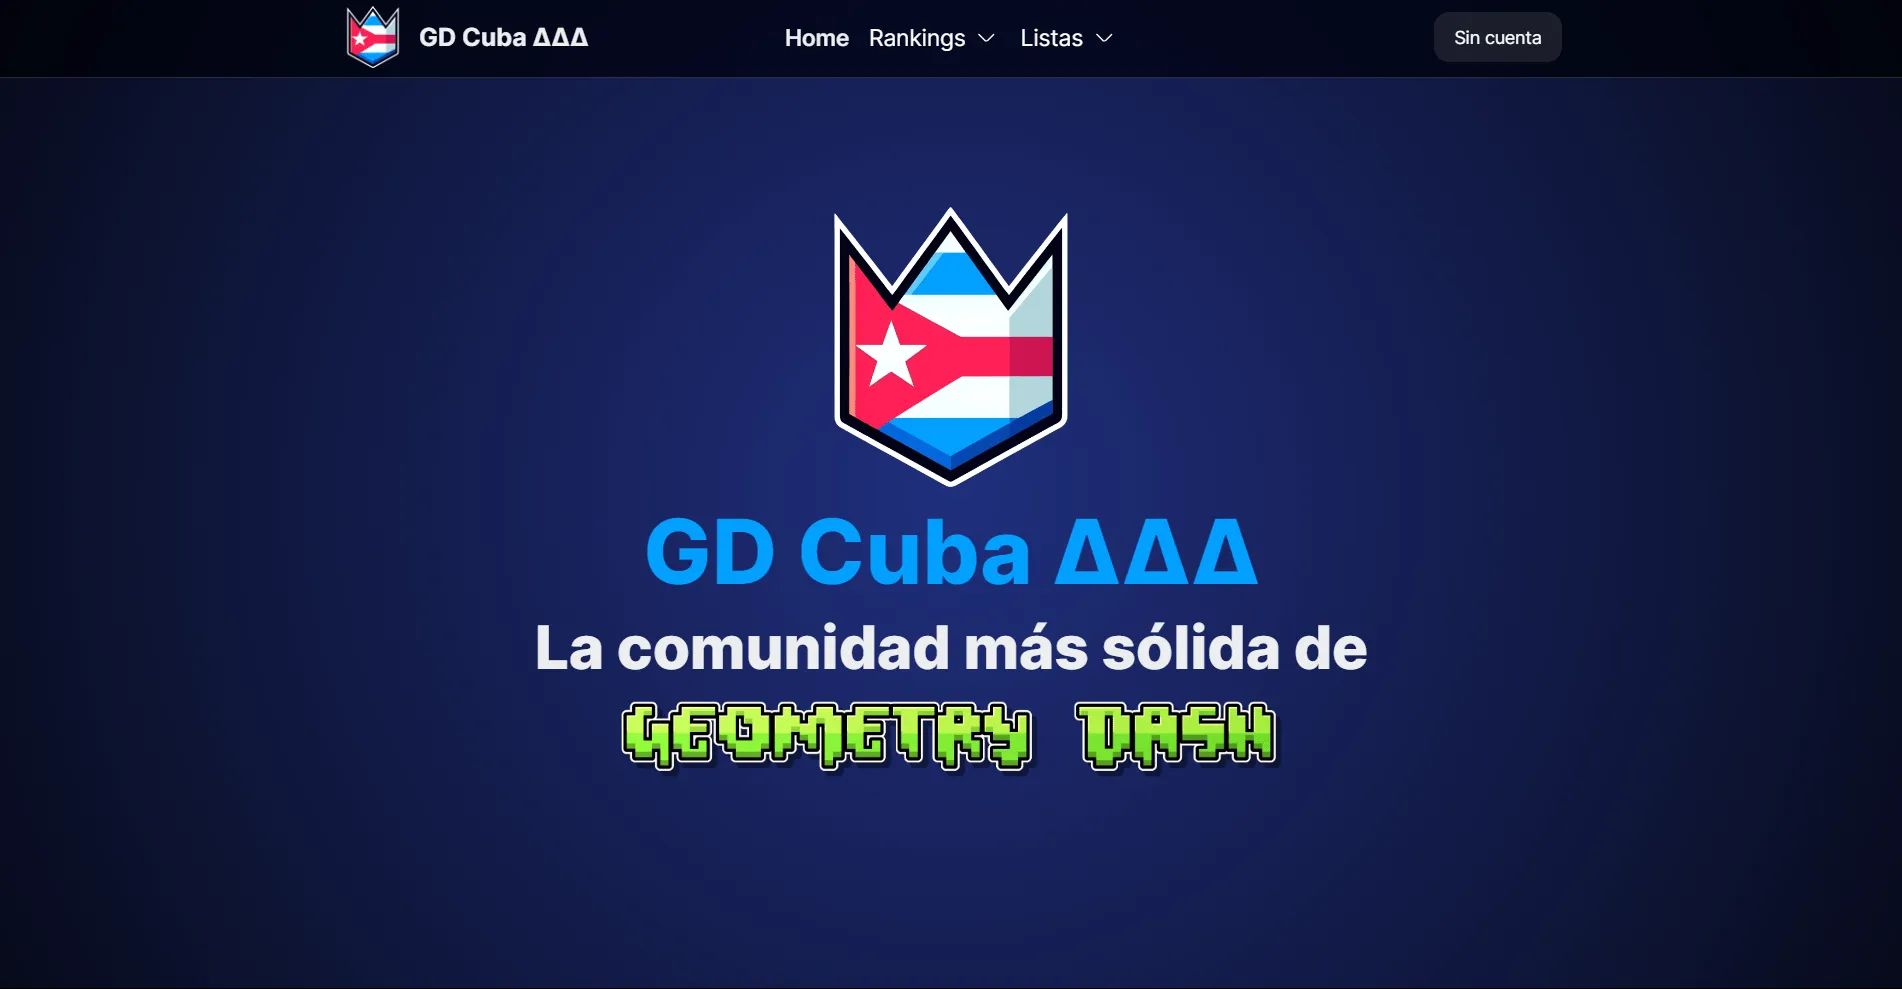 GD Cuba ΔΔΔ
Home Rankings Listas
Sin cuenta
GD Cuba ΔΔΔ
La comunidad más sólida de
GEOMETRY DASH